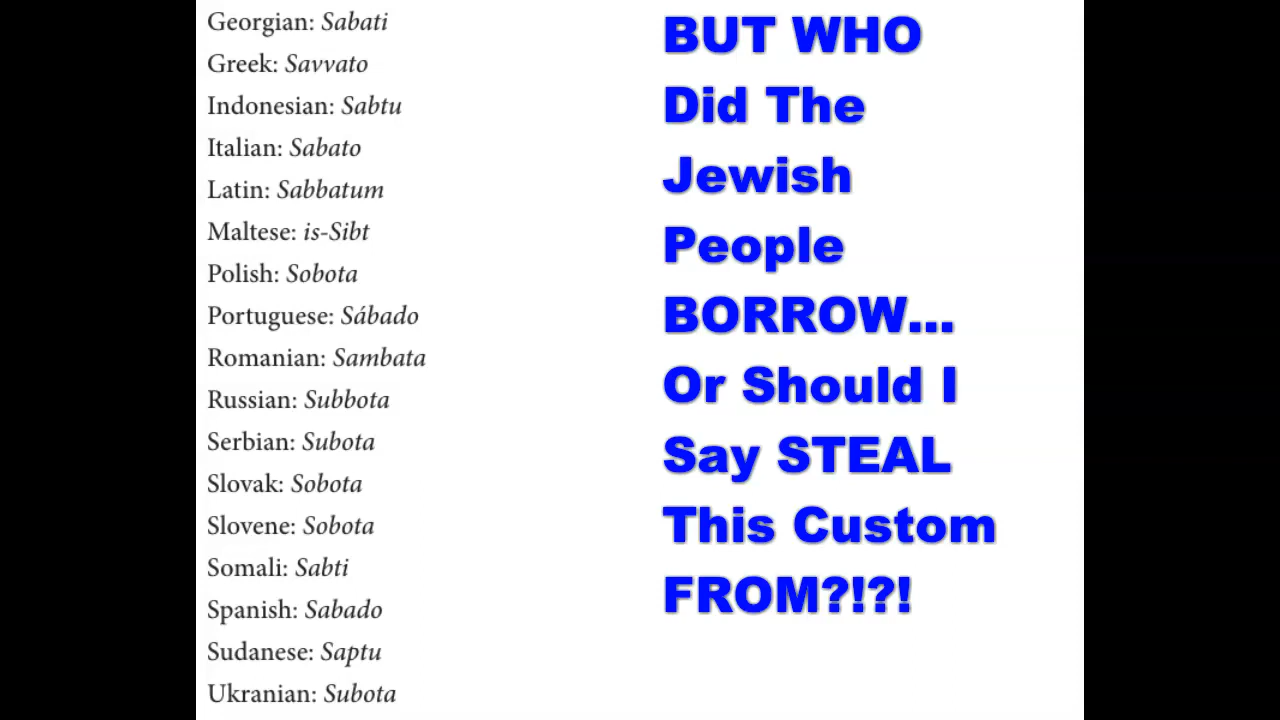 Georgian: Sabati
Greek: Savvato
Indonesian: Sabtu
Italian: Sabato
Latin: Sabbatum
Maltese: is-Sibt
Polish: Sobota
Portuguese: Sábado
Romanian: Sambata
Russian: Subbota
Serbian: Subota
Slovak: Sobota
Slovene: Sobota
Somali: Sabti
Spanish: Sabado
Sudanese: Saptu
Ukranian: Subota
BUT WHO
Did The
Jewish
People
BORROW...
Or Should I
Say STEAL
This Custom
FROM?!?!